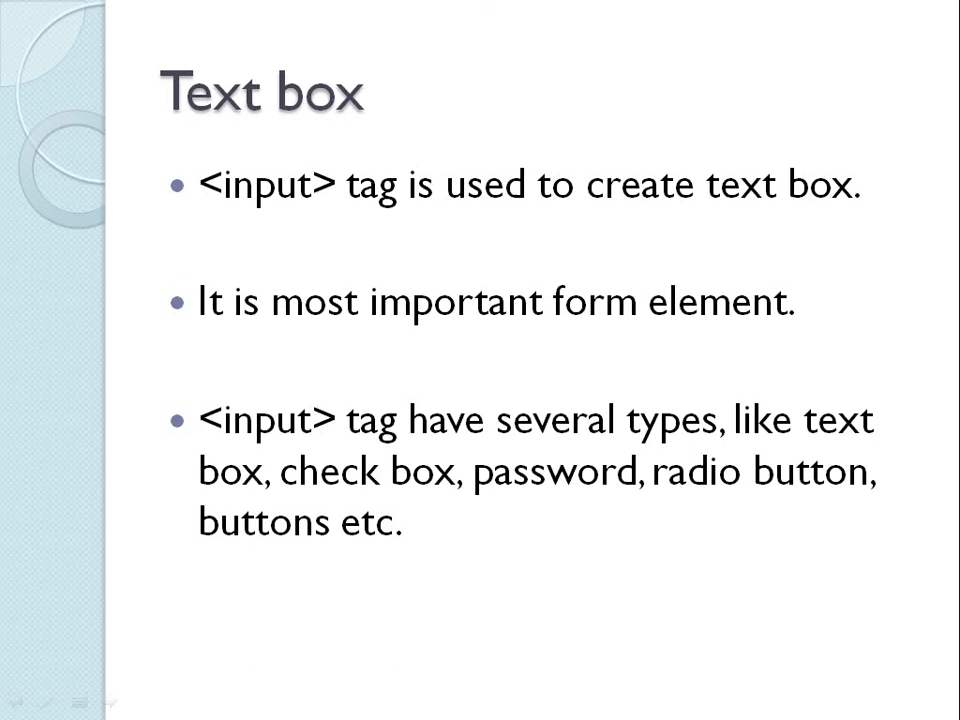 Text box
• <input> tag is used to create text box.
• It is most important form element.
• <input> tag have several types, like text
box, check box, password, radio button,
buttons etc.